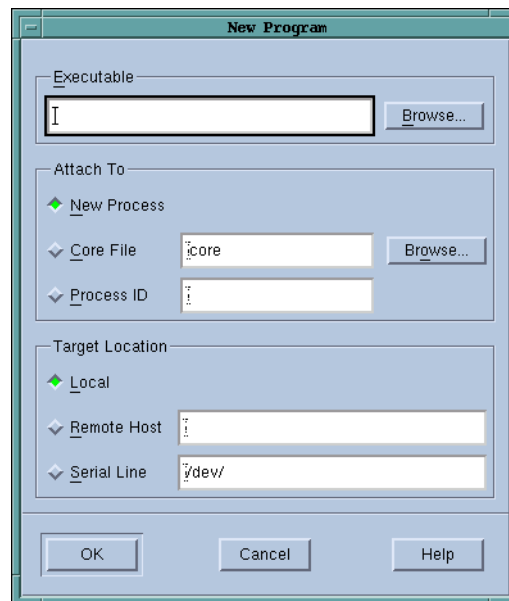 New Program
Executable
Browse...
Attach To
New Process
Core File core Browse...
Process ID
Target Location
Local
Remote Host
Serial Line /dev/
OK Cancel Help